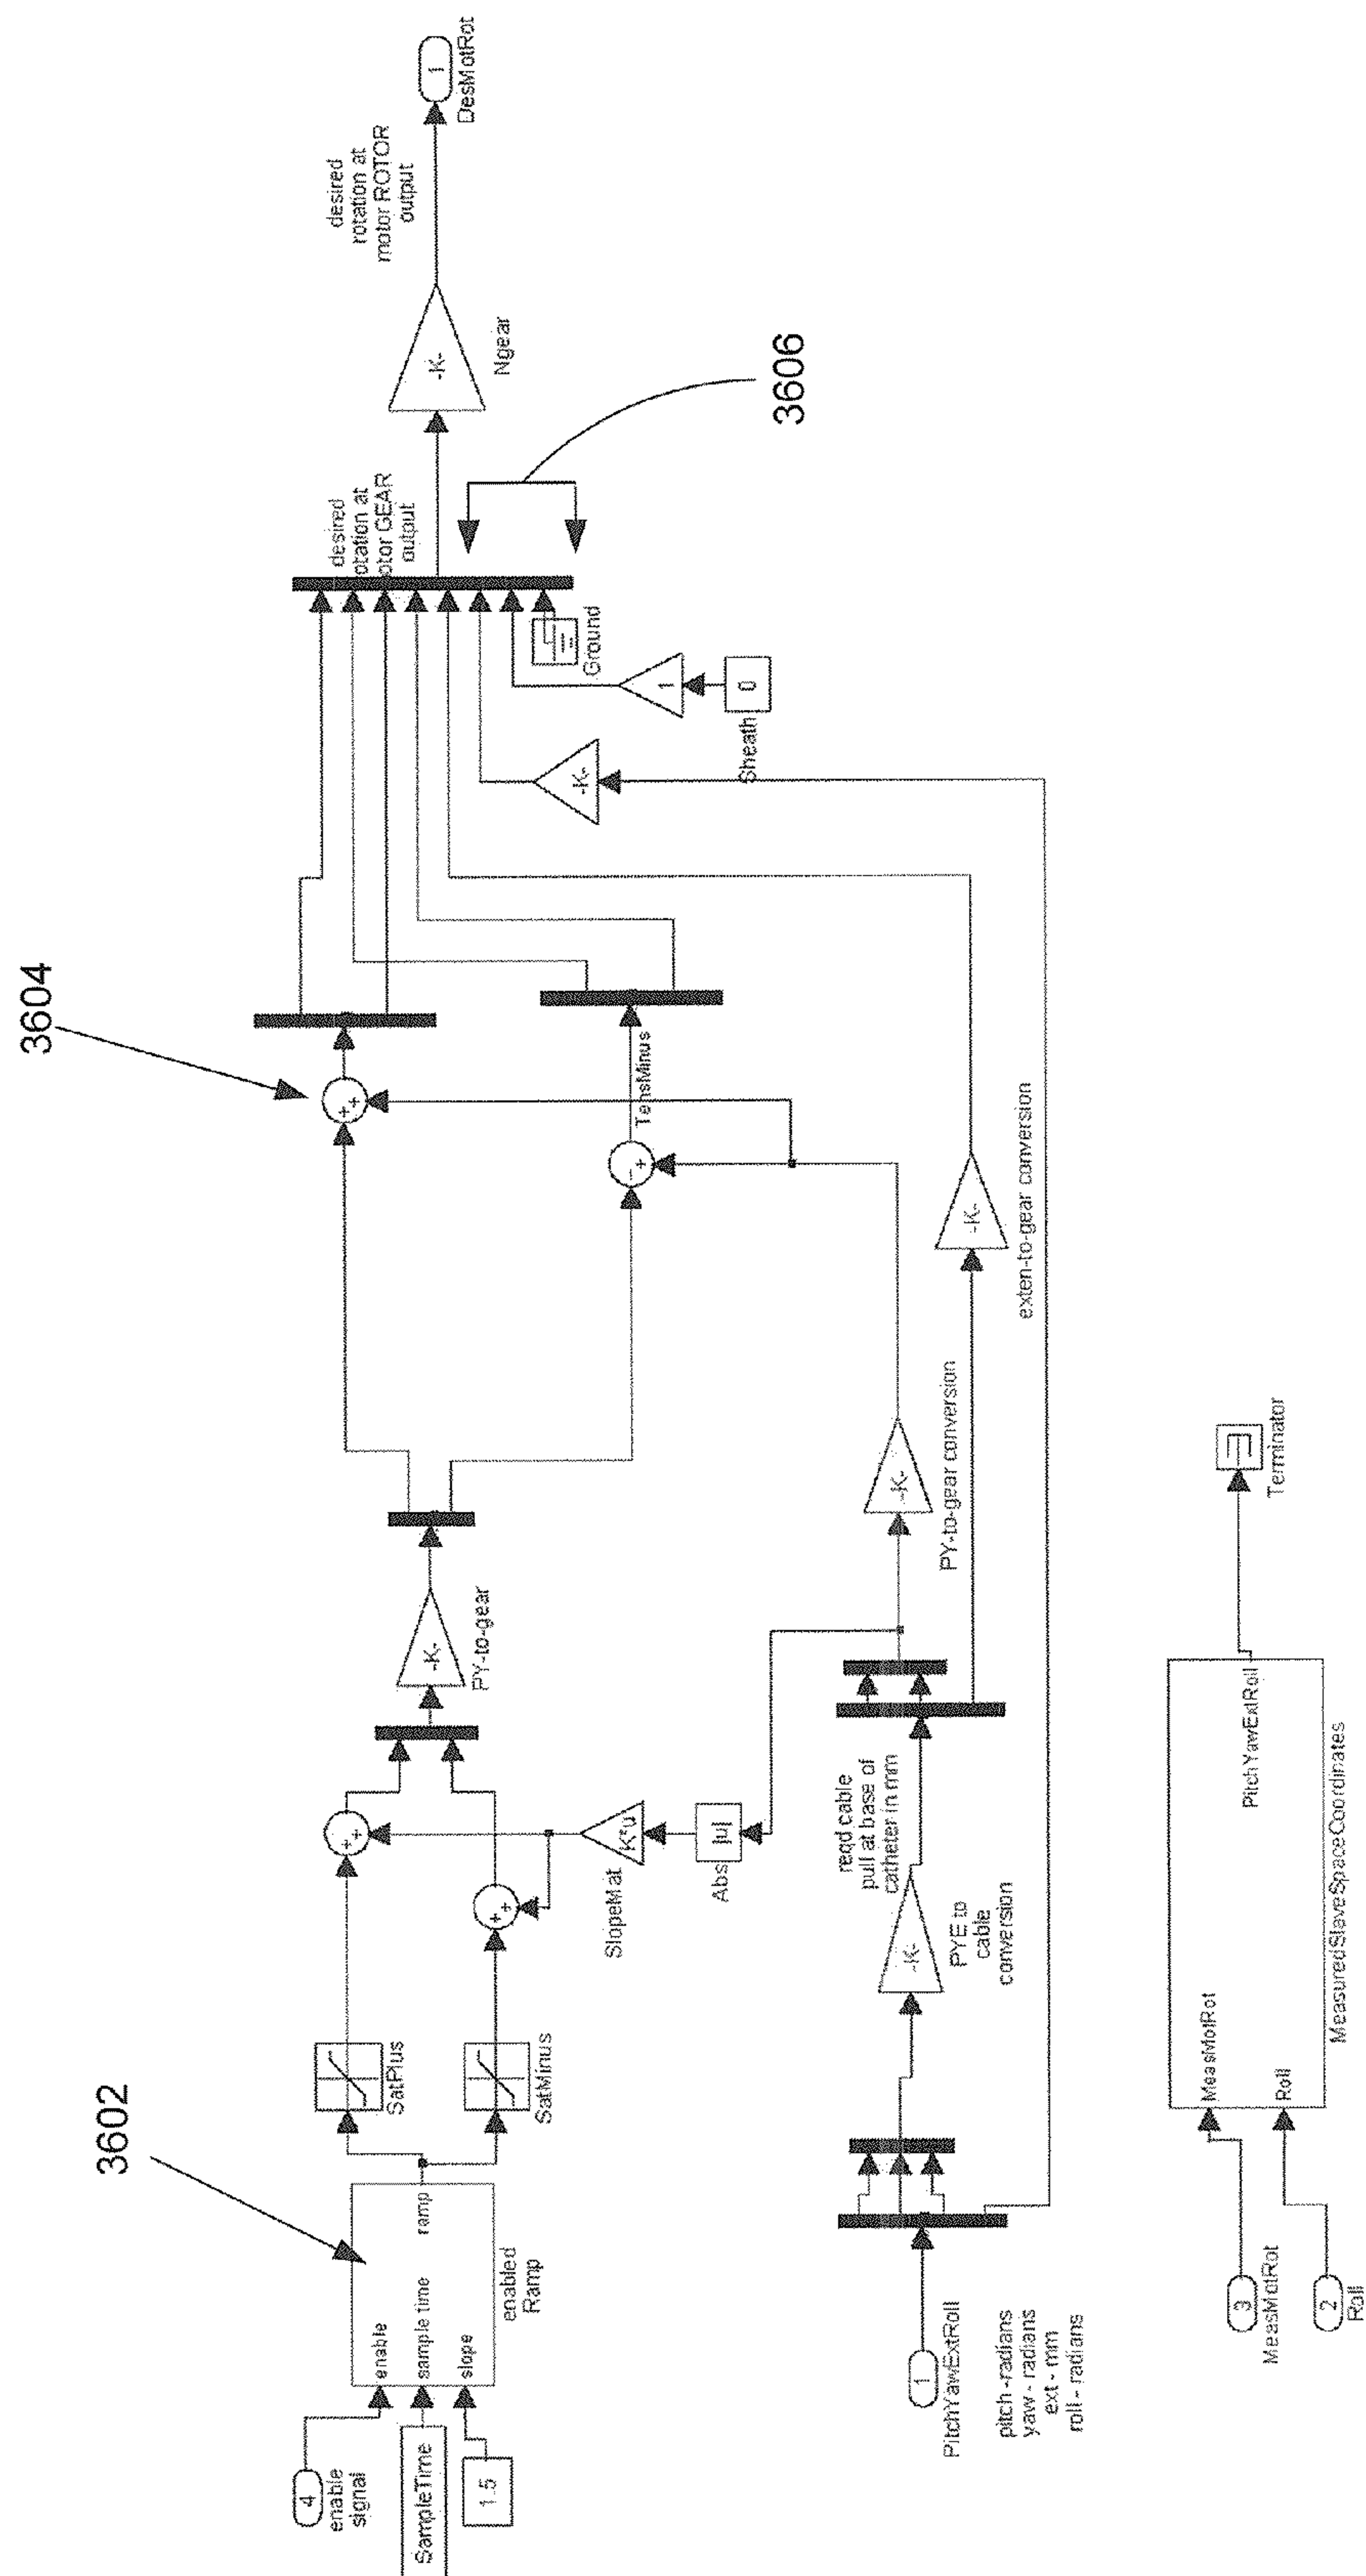 3602
3604
3606
4
enable
signal
SampleTime
1.5
enable
sample time
slope
ramp
enabled
Ramp
SatPlus
SatMinus
+
+
+
+
K*u
SlopeMat
|u|
Abs
-K-
PY-to-gear
+
+
-
+
TensMinus
1
PitchYawExtRoll
pitch -radians
yaw - radians
ext - mm
roll - radians
-K-
PYE to
cable
conversion
reqd cable
pull at base of
catheter in mm
-K-
PY-to-gear conversion
-K-
exten-to-gear conversion
-K-
0
Sheath
1
Ground
desired
otation at
otor GEAR
output
-K-
Ngear
desired
rotation at
motor ROTOR
output
1
DesMotRot
3
MeasMotRot
2
Roll
MeasMotRot
Roll
PitchYawExtRoll
MeasuredSlaveSpaceCoordinates
Terminator